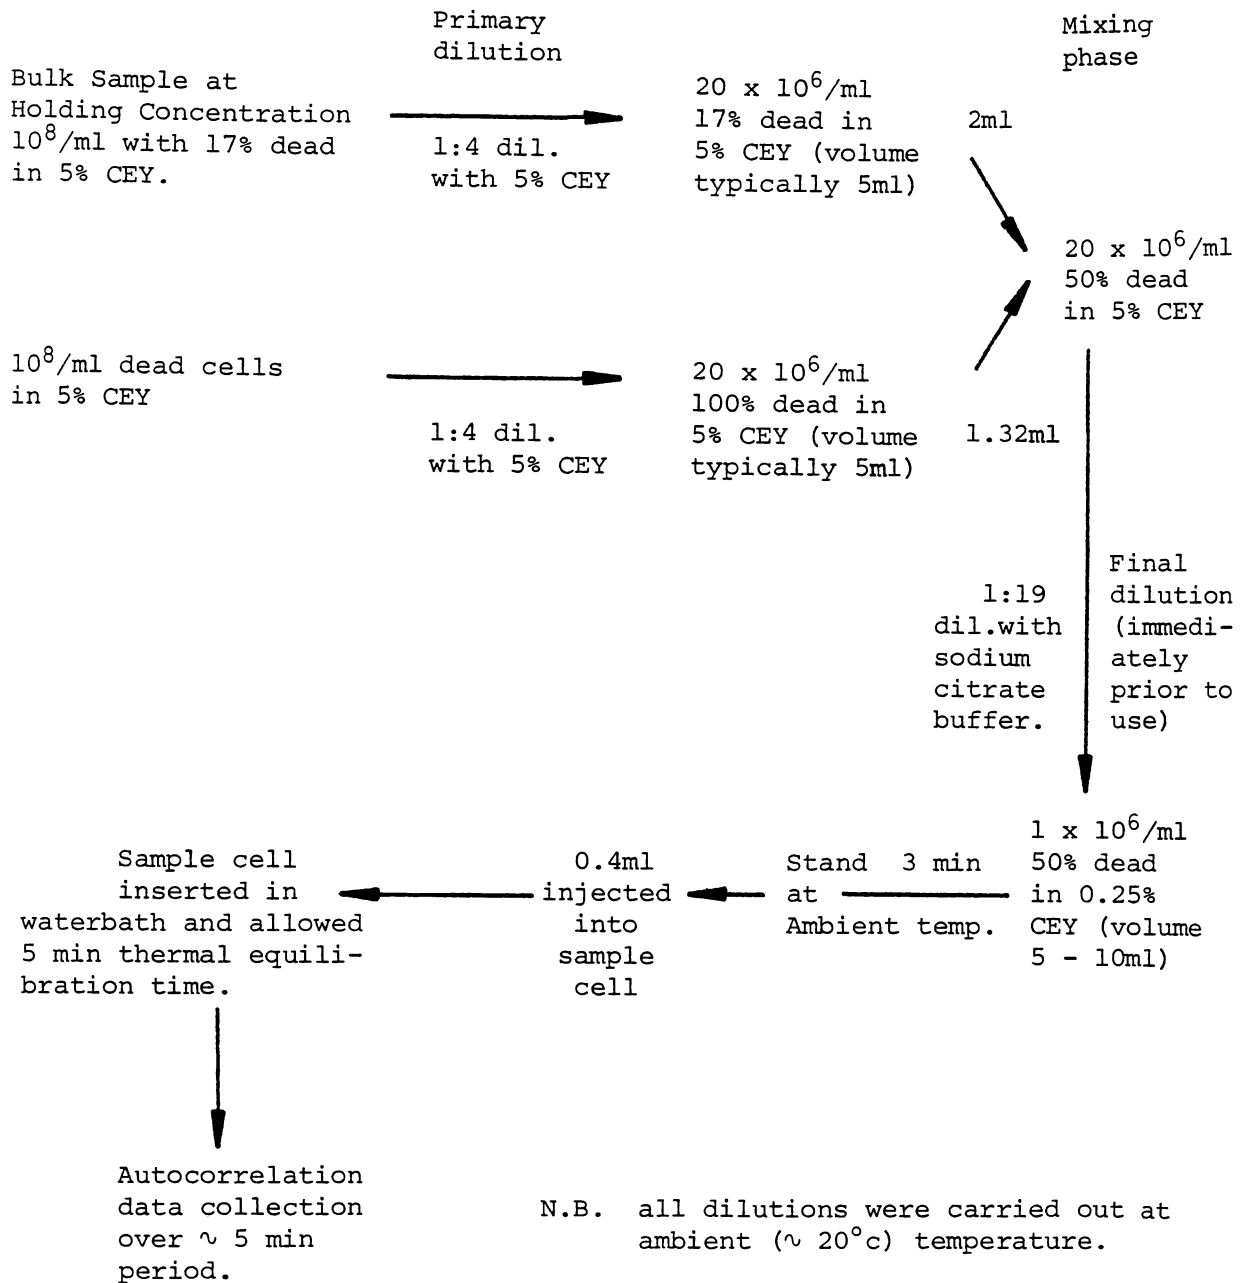 Primary
dilution
Mixing
phase
Bulk Sample at
Holding Concentration
10⁸/ml with 17% dead
in 5% CEY.
1:4 dil.
with 5% CEY
20 x 10⁶/ml
17% dead in
5% CEY (volume
typically 5ml)
2ml
20 x 10⁶/ml
50% dead
in 5% CEY
10⁸/ml dead cells
in 5% CEY
1:4 dil.
with 5% CEY
20 x 10⁶/ml
100% dead in
5% CEY (volume
typically 5ml)
1.32ml
1:19
dil.with
sodium
citrate
buffer.
Final
dilution
(immedi-
ately
prior to
use)
1 x 10⁶/ml
50% dead
in 0.25%
CEY (volume
5 - 10ml)
Stand 3 min
at
Ambient temp.
0.4ml
injected
into
sample
cell
Sample cell
inserted in
waterbath and allowed
5 min thermal equili-
bration time.
Autocorrelation
data collection
over ~ 5 min
period.
N.B. all dilutions were carried out at
ambient (~ 20°c) temperature.